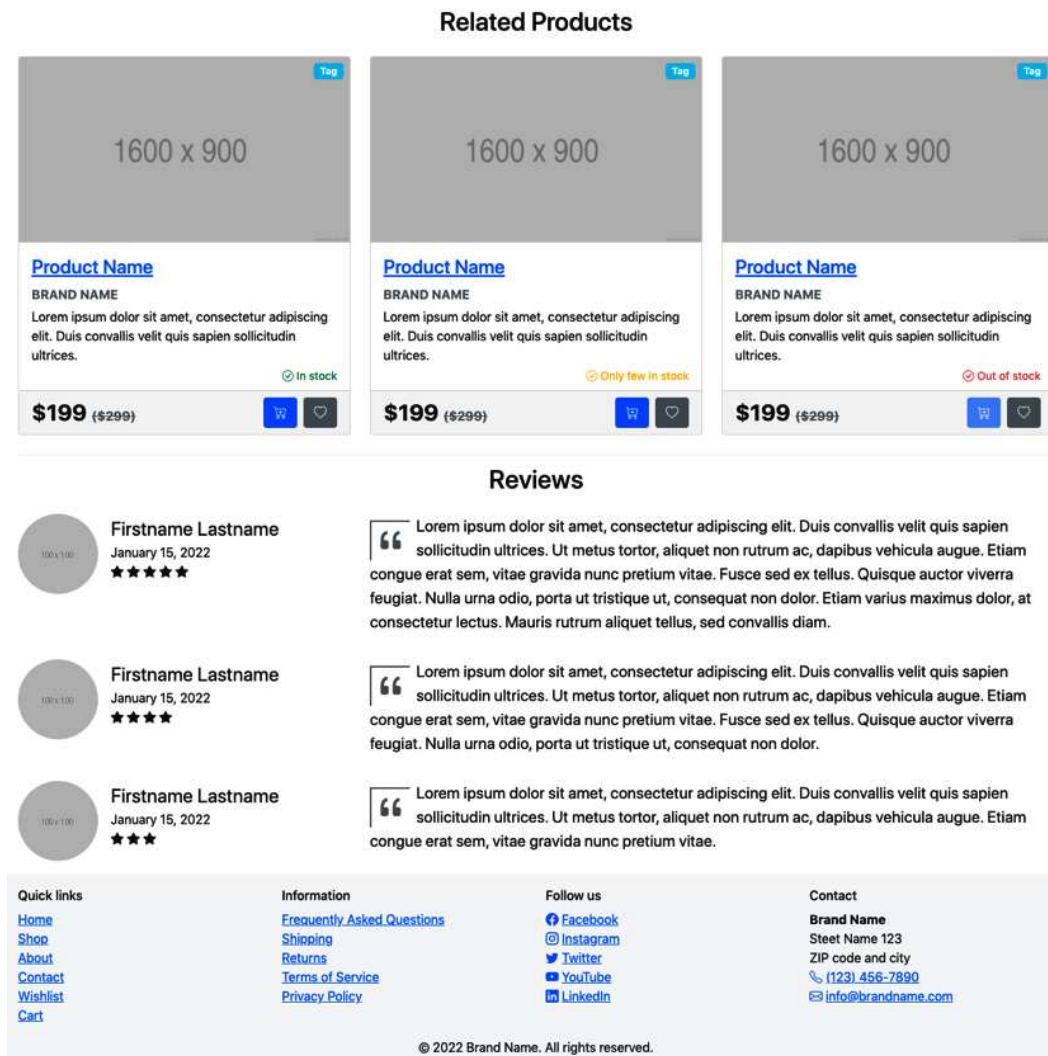 Related Products
Tag
1600 x 900
Product Name
BRAND NAME
Lorem ipsum dolor sit amet, consectetur adipiscing
elit. Duis convallis velit quis sapien sollicitudin
ultrices.
In stock
$199 ($299)
Tag
1600 x 900
Product Name
BRAND NAME
Lorem ipsum dolor sit amet, consectetur adipiscing
elit. Duis convallis velit quis sapien sollicitudin
ultrices.
Only few in stock
$199 ($299)
Tag
1600 x 900
Product Name
BRAND NAME
Lorem ipsum dolor sit amet, consectetur adipiscing
elit. Duis convallis velit quis sapien sollicitudin
ultrices.
Out of stock
$199 ($299)
Reviews
100 x 100
Firstname Lastname
January 15, 2022
Lorem ipsum dolor sit amet, consectetur adipiscing elit. Duis convallis velit quis sapien
sollicitudin ultrices. Ut metus tortor, aliquet non rutrum ac, dapibus vehicula augue. Etiam
congue erat sem, vitae gravida nunc pretium vitae. Fusce sed ex tellus. Quisque auctor viverra
feugiat. Nulla urna odio, porta ut tristique ut, consequat non dolor. Etiam varius maximus dolor, at
consectetur lectus. Mauris rutrum aliquet tellus, sed convallis diam.
100 x 100
Firstname Lastname
January 15, 2022
Lorem ipsum dolor sit amet, consectetur adipiscing elit. Duis convallis velit quis sapien
sollicitudin ultrices. Ut metus tortor, aliquet non rutrum ac, dapibus vehicula augue. Etiam
congue erat sem, vitae gravida nunc pretium vitae. Fusce sed ex tellus. Quisque auctor viverra
feugiat. Nulla urna odio, porta ut tristique ut, consequat non dolor.
100 x 100
Firstname Lastname
January 15, 2022
Lorem ipsum dolor sit amet, consectetur adipiscing elit. Duis convallis velit quis sapien
sollicitudin ultrices. Ut metus tortor, aliquet non rutrum ac, dapibus vehicula augue. Etiam
congue erat sem, vitae gravida nunc pretium vitae.
Quick links
Home
Shop
About
Contact
Wishlist
Cart
Information
Frequently Asked Questions
Shipping
Returns
Terms of Service
Privacy Policy
Follow us
Facebook
Instagram
Twitter
YouTube
LinkedIn
Contact
Brand Name
Steet Name 123
ZIP code and city
(123) 456-7890
info@brandname.com
© 2022 Brand Name. All rights reserved.